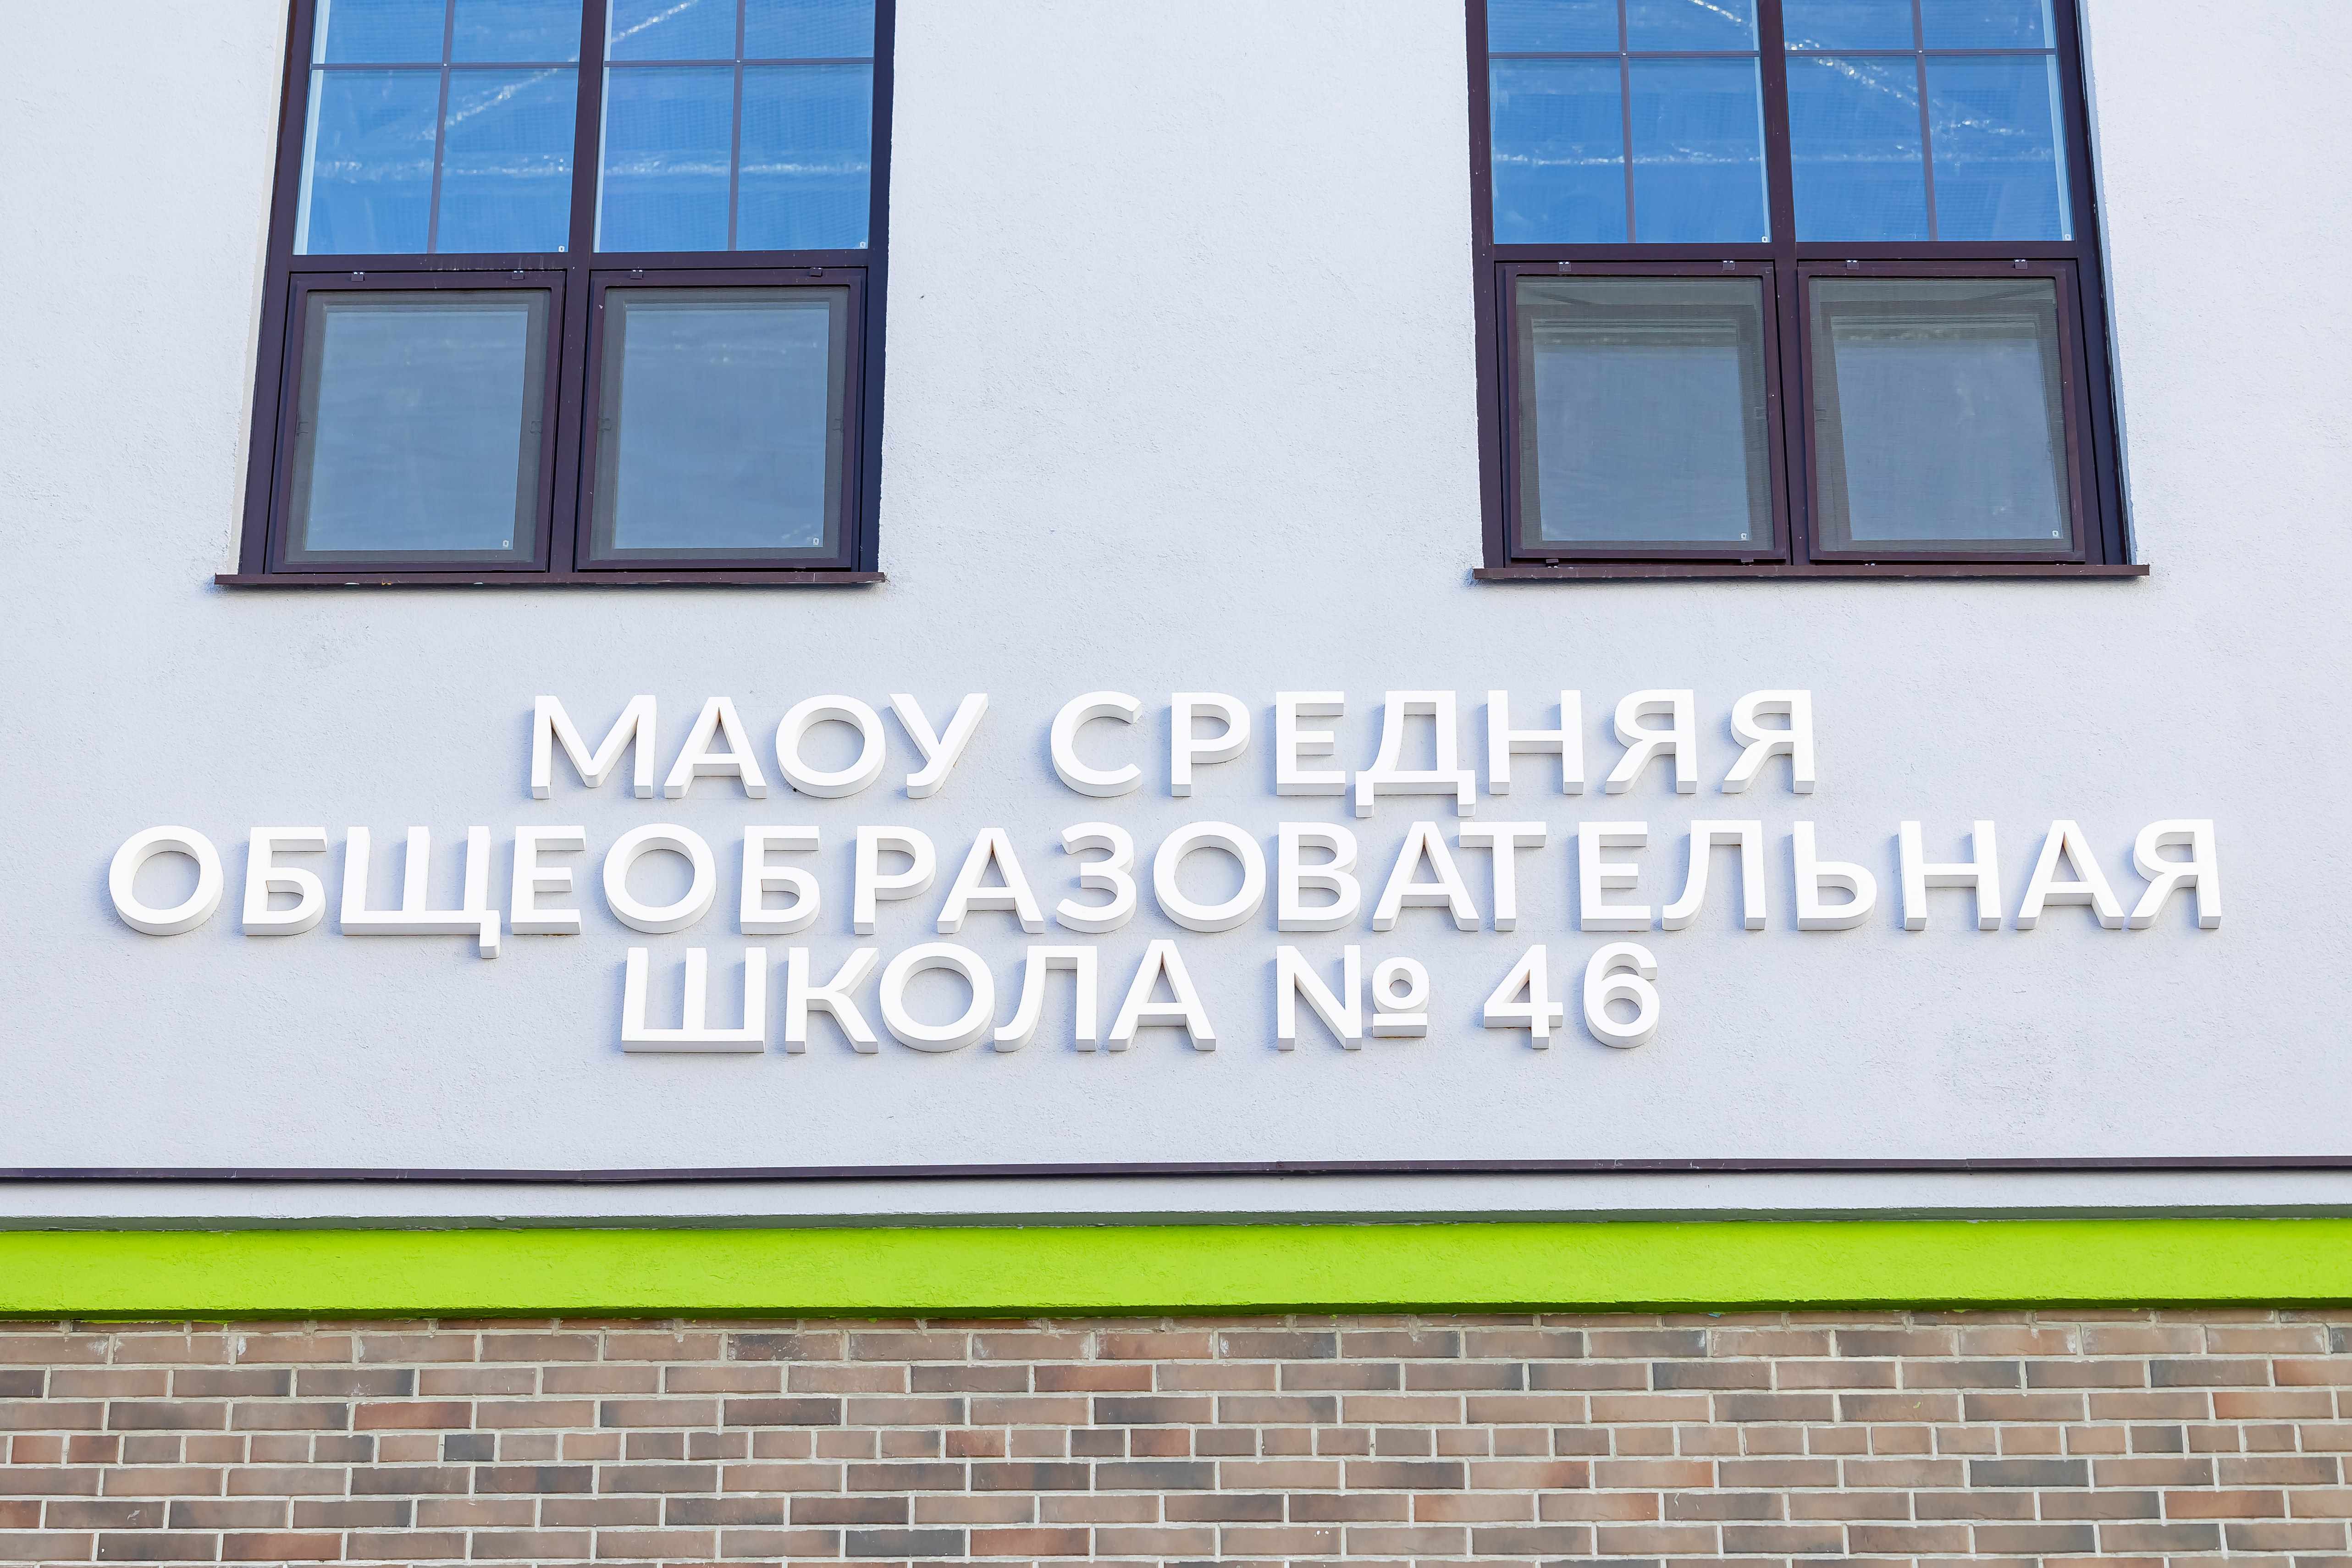 МАОУ СРЕДНЯЯ
ОБЩЕОБРАЗОВАТЕЛЬНАЯ
ШКОЛА № 46